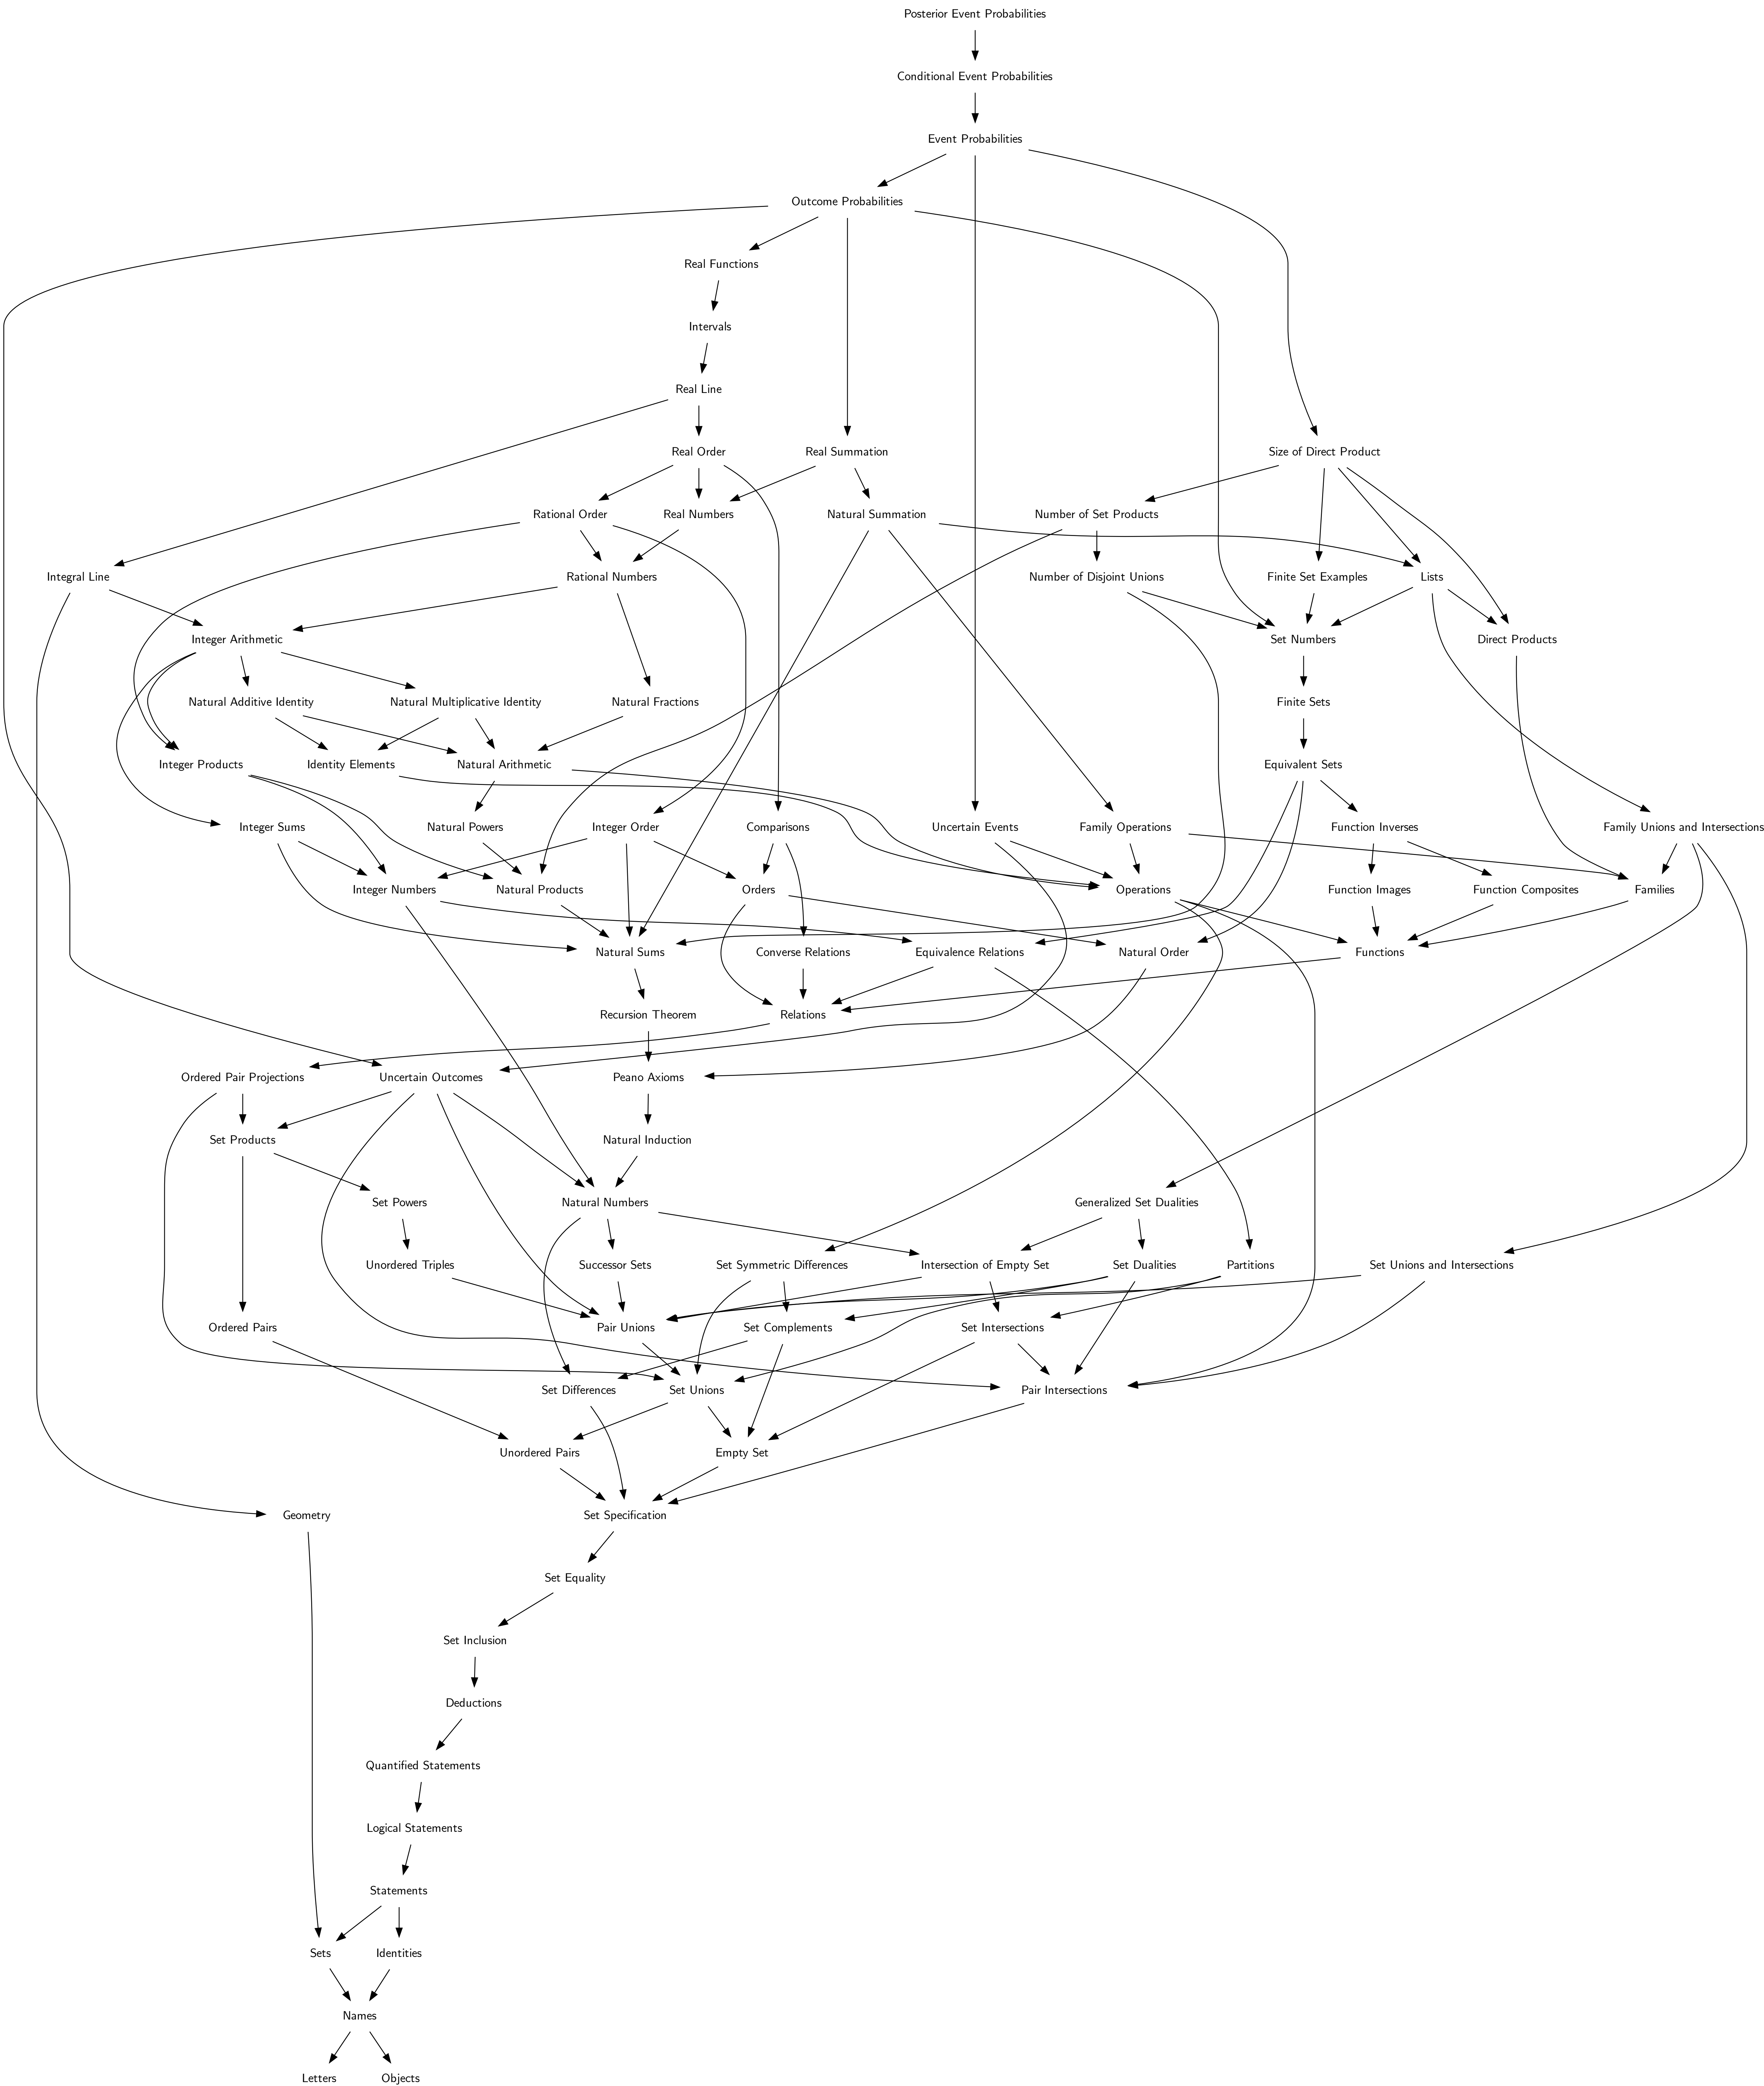 Posterior Event Probabilities
Conditional Event Probabilities
Event Probabilities
Outcome Probabilities
Real Functions
Intervals
Real Line
Real Order
Real Summation
Size of Direct Product
Rational Order
Real Numbers
Natural Summation
Number of Set Products
Integral Line
Rational Numbers
Number of Disjoint Unions
Finite Set Examples
Lists
Integer Arithmetic
Set Numbers
Direct Products
Natural Additive Identity
Natural Multiplicative Identity
Natural Fractions
Finite Sets
Integer Products
Identity Elements
Natural Arithmetic
Equivalent Sets
Integer Sums
Natural Powers
Integer Order
Comparisons
Uncertain Events
Family Operations
Function Inverses
Family Unions and Intersections
Integer Numbers
Natural Products
Orders
Operations
Function Images
Function Composites
Families
Natural Sums
Converse Relations
Equivalence Relations
Natural Order
Functions
Recursion Theorem
Relations
Ordered Pair Projections
Uncertain Outcomes
Peano Axioms
Set Products
Natural Induction
Set Powers
Natural Numbers
Generalized Set Dualities
Unordered Triples
Successor Sets
Set Symmetric Differences
Intersection of Empty Set
Set Dualities
Partitions
Set Unions and Intersections
Ordered Pairs
Pair Unions
Set Complements
Set Intersections
Set Differences
Set Unions
Pair Intersections
Unordered Pairs
Empty Set
Geometry
Set Specification
Set Equality
Set Inclusion
Deductions
Quantified Statements
Logical Statements
Statements
Sets
Identities
Names
Letters
Objects